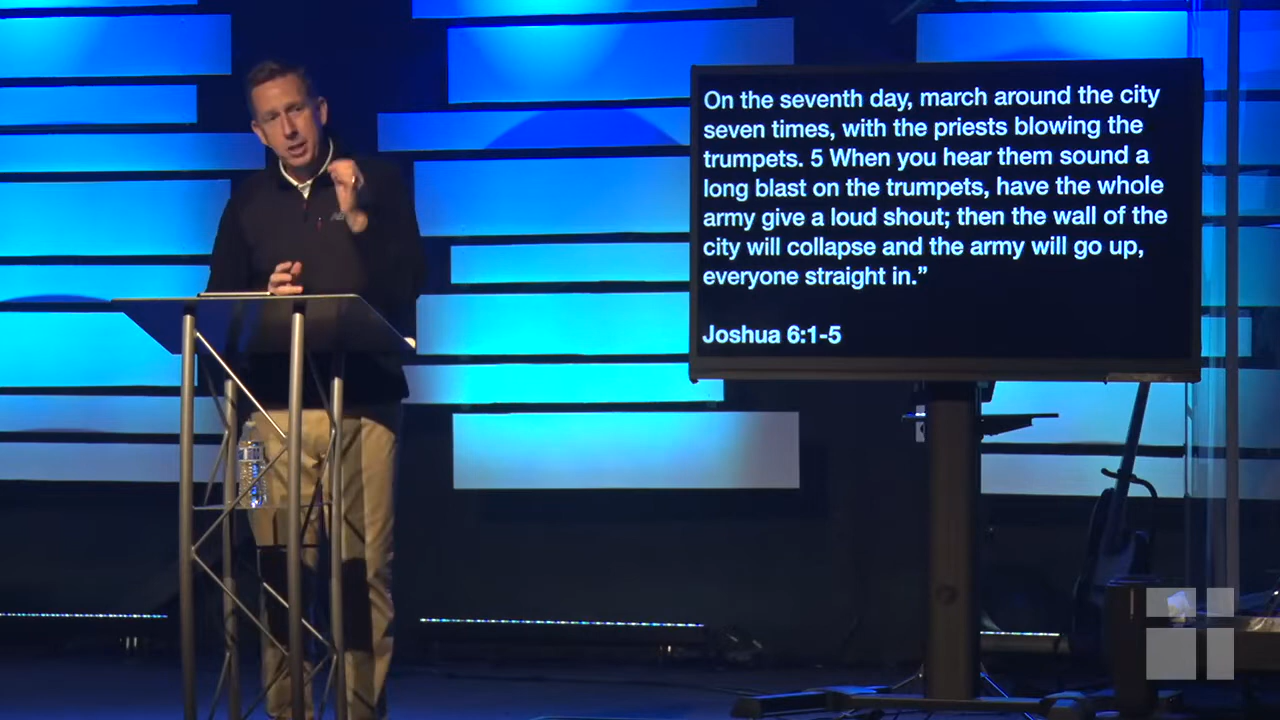 On the seventh day, march around the city
seven times, with the priests blowing the
trumpets. 5 When you hear them sound a
long blast on the trumpets, have the whole
army give a loud shout; then the wall of the
city will collapse and the army will go up,
everyone straight in.”
Joshua 6:1-5